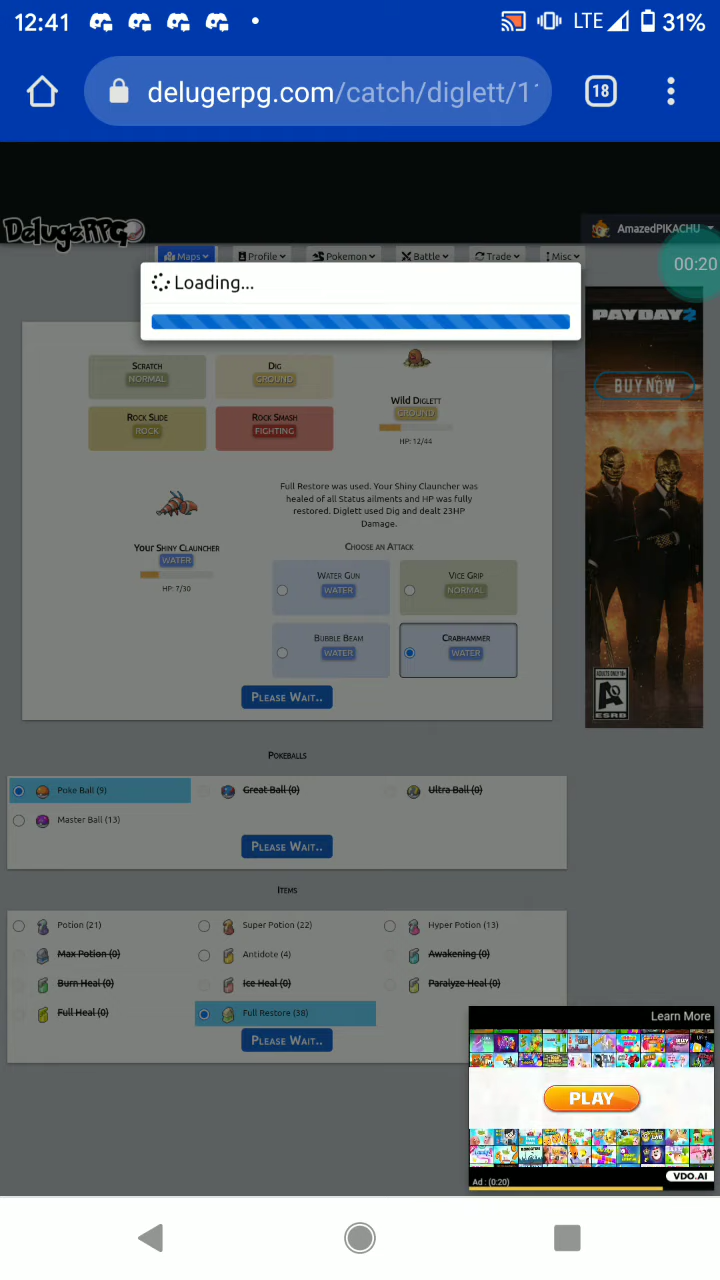 12:41
LTE
31%
delugerpg.com/catch/diglett/1
18
DelugeRPG
AmazedPIKACHU
Maps
Profile
Pokemon
Battle
Trade
Misc
00:20
Loading...
PAYDAY2
BUY NOW
Scratch
NORMAL
Dig
GROUND
Rock Slide
ROCK
Rock Smash
FIGHTING
Wild Diglett
GROUND
HP: 12/44
Full Restore was used. Your Shiny Clauncher was
healed of all Status ailments and HP was fully
restored. Diglett used Dig and dealt 23HP
Damage.
Your Shiny Clauncher
WATER
HP: 7/30
Choose an Attack
Water Gun
WATER
Vice Grip
NORMAL
Bubble Beam
WATER
Crabhammer
WATER
Please Wait..
ESRB
Pokeballs
Poke Ball (9)
Great Ball (0)
Ultra Ball (0)
Master Ball (13)
Please Wait..
Items
Potion (21)
Super Potion (22)
Hyper Potion (13)
Max Potion (0)
Antidote (4)
Awakening (0)
Burn Heal (0)
Ice Heal (0)
Paralyze Heal (0)
Full Heal (0)
Full Restore (38)
Please Wait..
Learn More
PLAY
Ad : (0:20)
VDO.AI